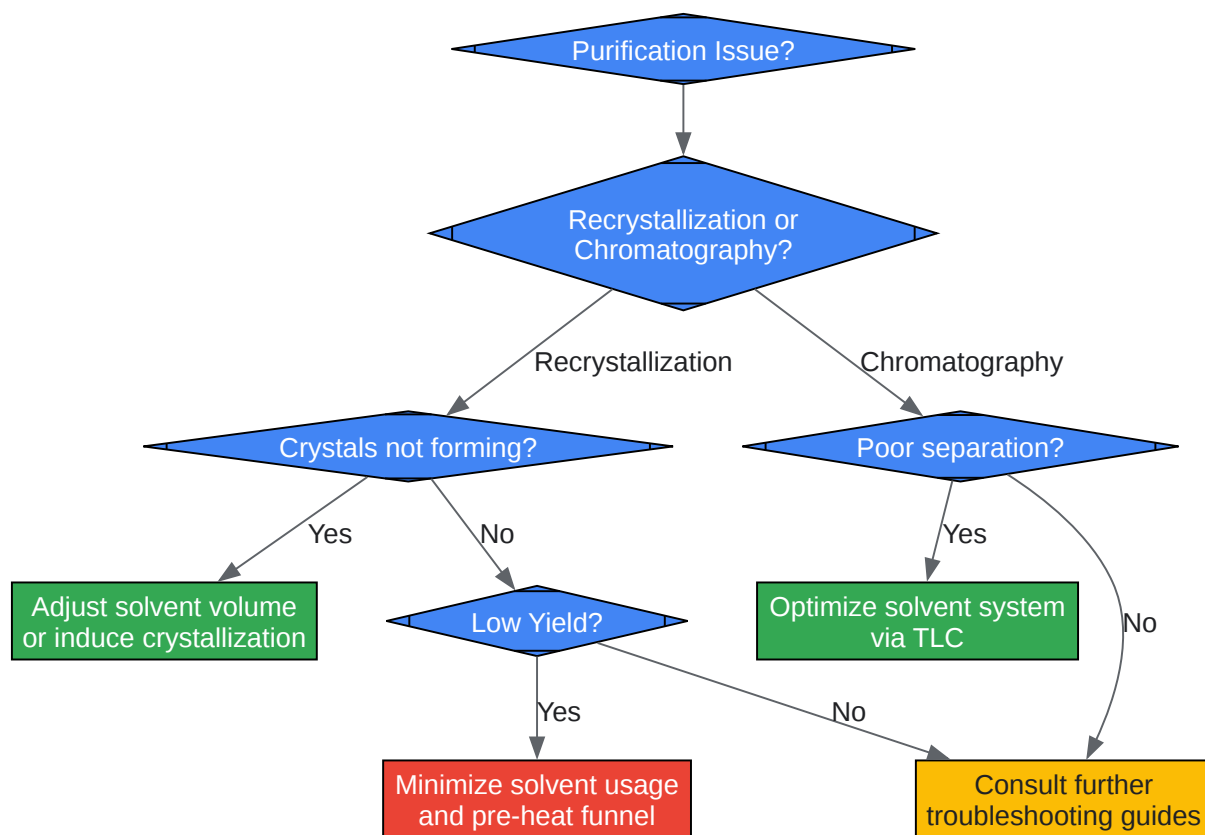 Purification Issue?
Recrystallization or
Chromatography?
Recrystallization
Chromatography
Crystals not forming?
Poor separation?
Yes
No
Yes
No
Adjust solvent volume
or induce crystallization
Low Yield?
Optimize solvent system
via TLC
Yes
No
Minimize solvent usage
and pre-heat funnel
Consult further
troubleshooting guides